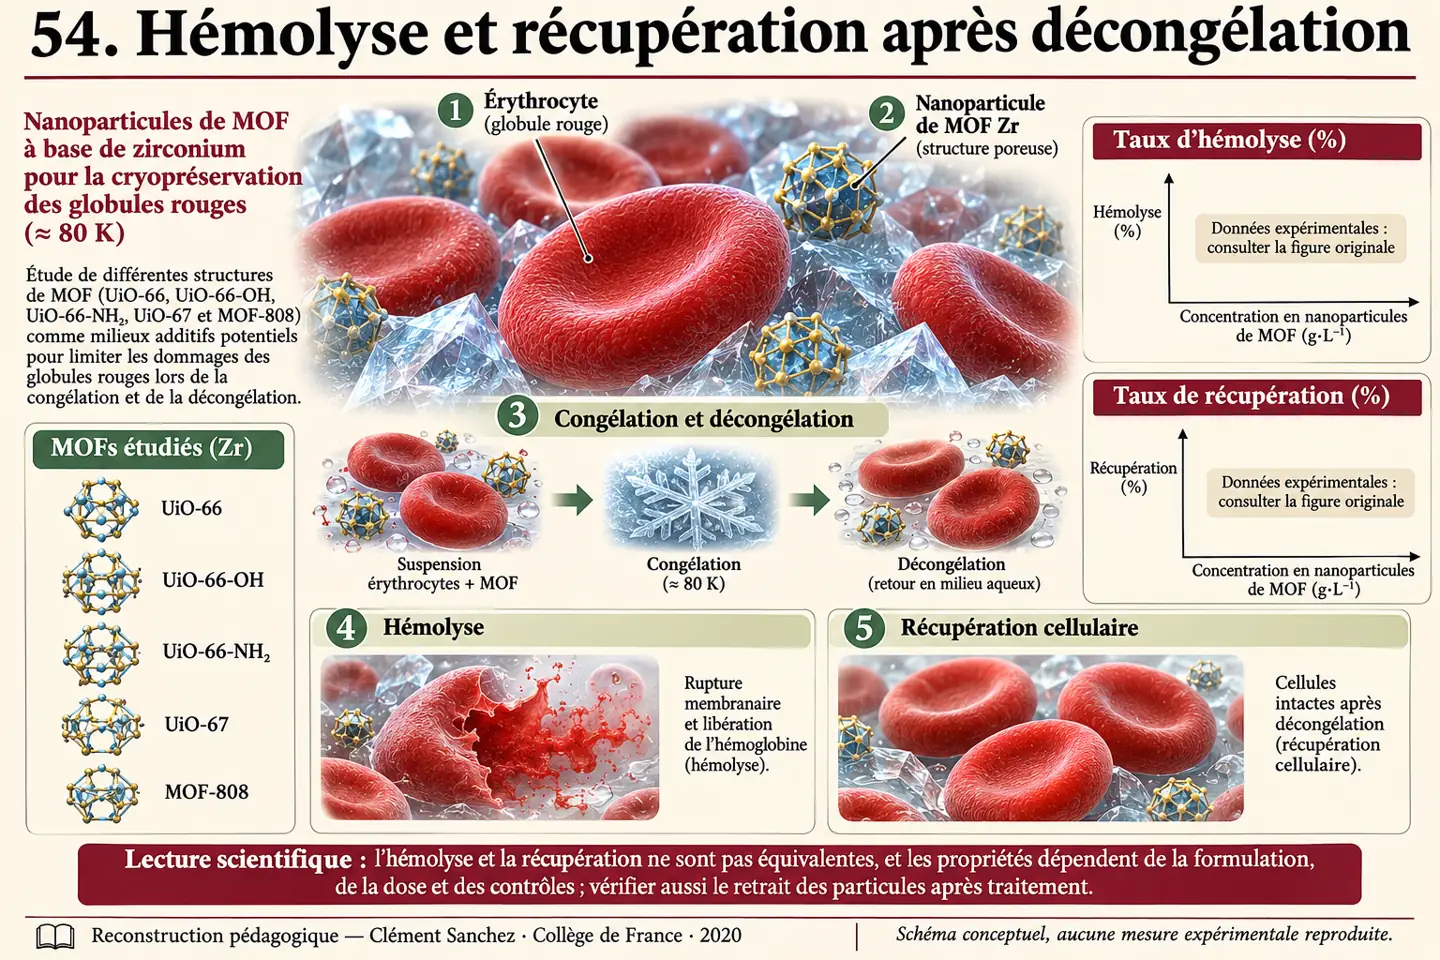 54. Hémolyse et récupération après décongélation
Nanoparticules de MOF
à base de zirconium
pour la cryopréservation
des globules rouges
(≈ 80 K)
Étude de différentes structures
de MOF (UiO-66, UiO-66-OH,
UiO-66-NH₂, UiO-67 et MOF-808)
comme milieux additifs potentiels
pour limiter les dommages des
globules rouges lors de la
congélation et de la décongélation.
MOFs étudiés (Zr)
UiO-66
UiO-66-OH
UiO-66-NH₂
UiO-67
MOF-808
1 Érythrocyte
(globule rouge)
2 Nanoparticule
de MOF Zr
(structure poreuse)
3 Congélation et décongélation
Suspension
érythrocytes + MOF
Congélation
(≈ 80 K)
Décongélation
(retour en milieu aqueux)
Taux d'hémolyse (%)
Hémolyse
(%)
Données expérimentales :
consulter la figure originale
Concentration en nanoparticules
de MOF (g·L⁻¹)
Taux de récupération (%)
Récupération
(%)
Données expérimentales :
consulter la figure originale
Concentration en nanoparticules
de MOF (g·L⁻¹)
4 Hémolyse
Rupture
membranaire
et libération
de l'hémoglobine
(hémolyse).
5 Récupération cellulaire
Cellules
intactes après
décongélation
(récupération
cellulaire).
Lecture scientifique : l'hémolyse et la récupération ne sont pas équivalentes, et les propriétés dépendent de la formulation,
de la dose et des contrôles ; vérifier aussi le retrait des particules après traitement.
Reconstruction pédagogique — Clément Sanchez · Collège de France · 2020
Schéma conceptuel, aucune mesure expérimentale reproduite.